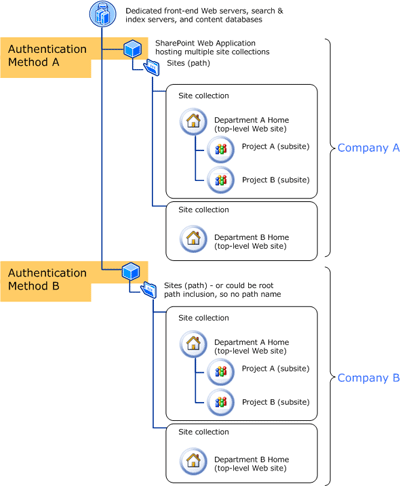 Dedicated front-end Web servers, search &
index servers, and content databases
Authentication
Method A
SharePoint Web Application
hosting multiple site collections
Sites (path)
Site collection
Department A Home
(top-level Web site)
Project A (subsite)
Project B (subsite)
Company A
Site collection
Department B Home
(top-level Web site)
Authentication
Method B
Sites (path) - or could be root
path inclusion, so no path name
Site collection
Department A Home
(top-level Web site)
Project A (subsite)
Company B
Project B (subsite)
Site collection
Department B Home
(top-level Web site)